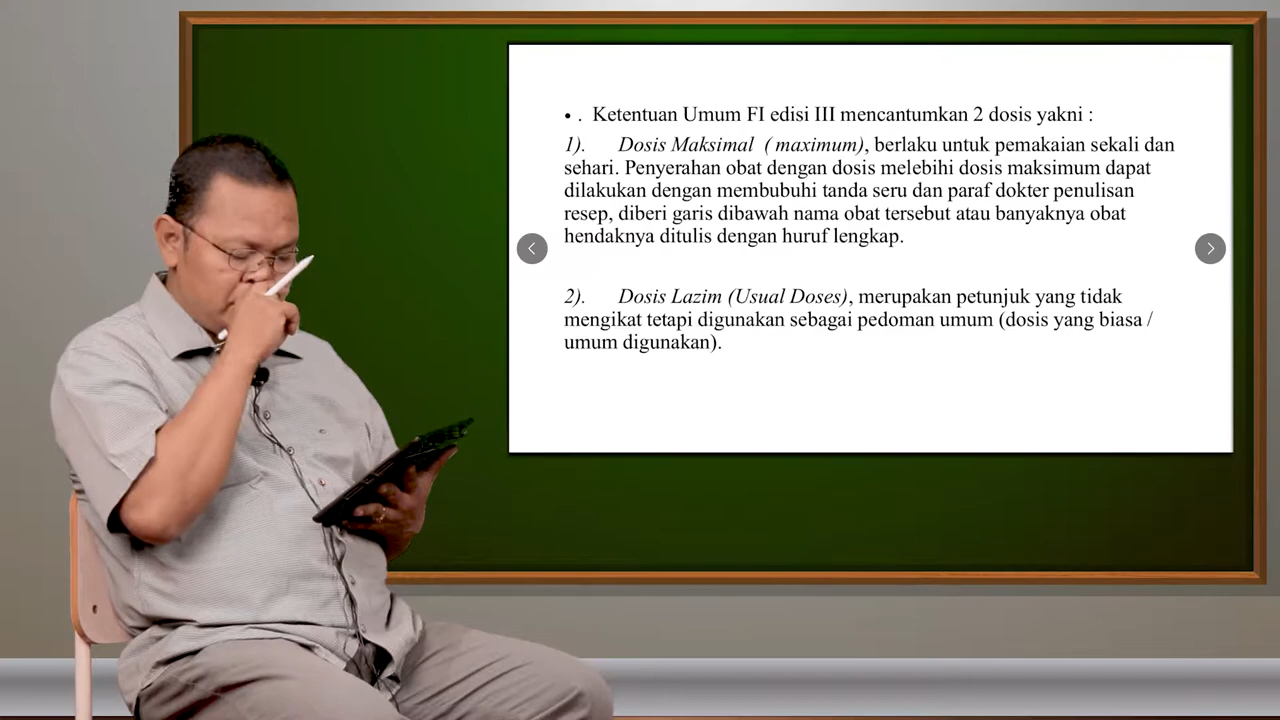 • . Ketentuan Umum FI edisi III mencantumkan 2 dosis yakni :
1). Dosis Maksimal ( maximum), berlaku untuk pemakaian sekali dan
sehari. Penyerahan obat dengan dosis melebihi dosis maksimum dapat
dilakukan dengan membubuhi tanda seru dan paraf dokter penulisan
resep, diberi garis dibawah nama obat tersebut atau banyaknya obat
hendaknya ditulis dengan huruf lengkap.
2). Dosis Lazim (Usual Doses), merupakan petunjuk yang tidak
mengikat tetapi digunakan sebagai pedoman umum (dosis yang biasa /
umum digunakan).